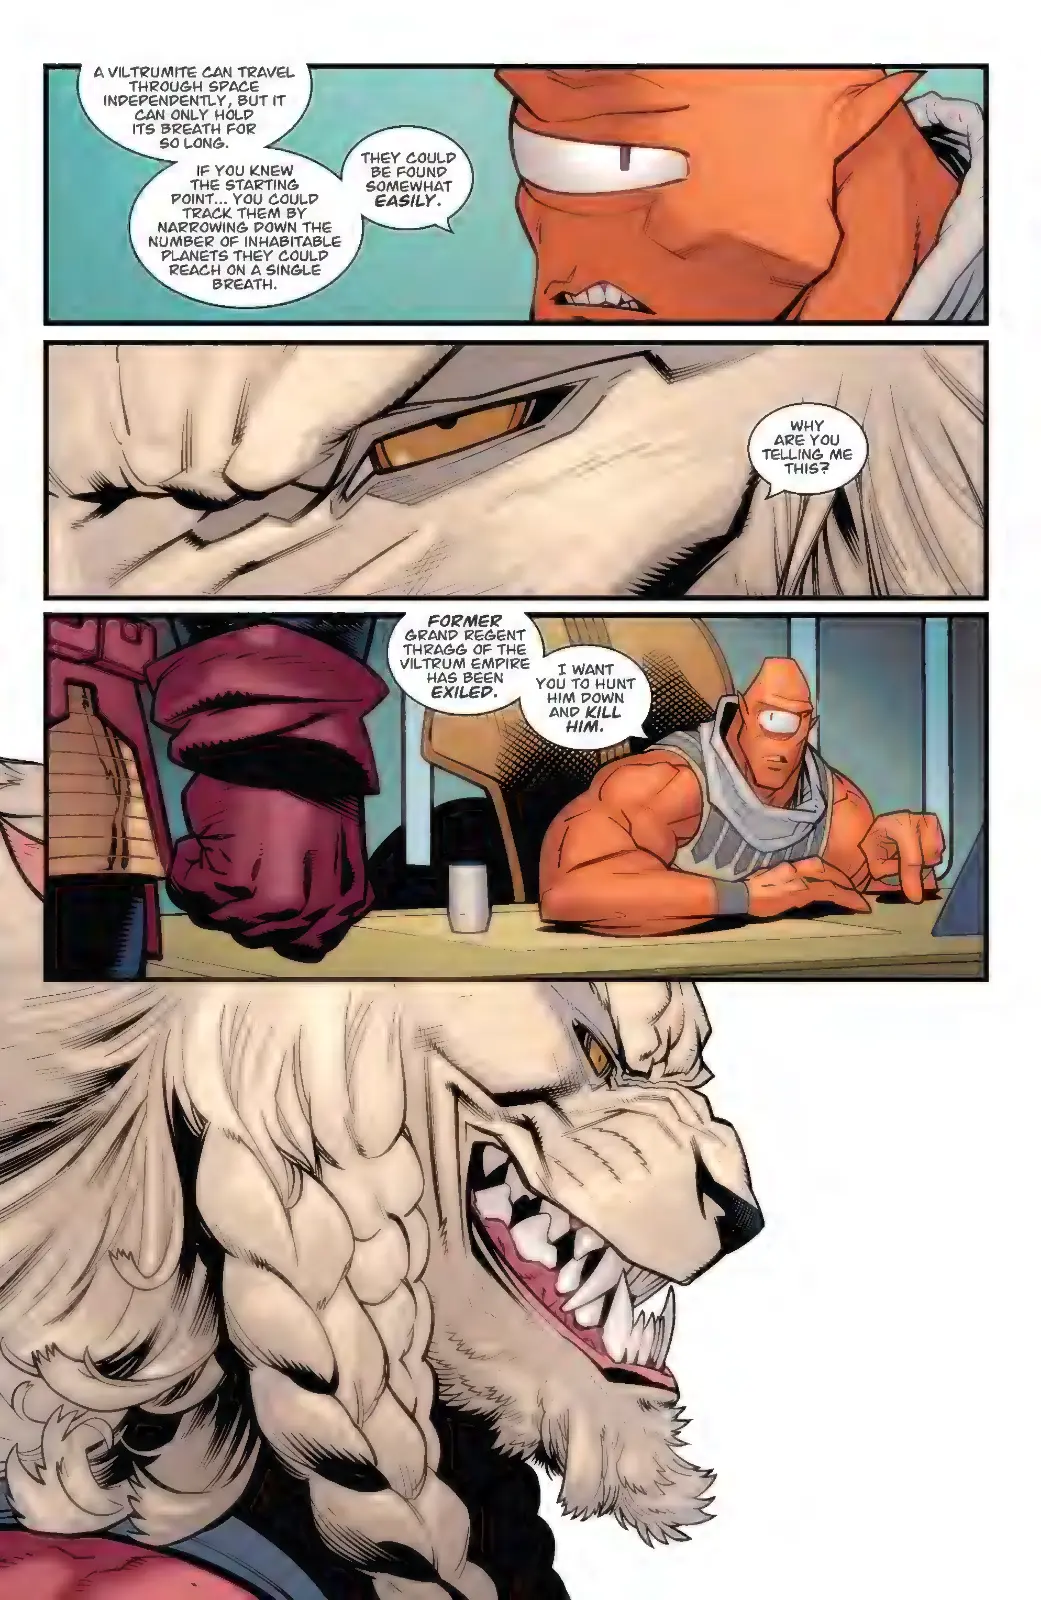 A VILTRUMITE CAN TRAVEL
THROUGH SPACE
INDEPENDENTLY, BUT IT
CAN ONLY HOLD
ITS BREATH FOR
SO LONG.
IF YOU KNEW
THE STARTING
POINT... YOU COULD
TRACK THEM BY
NARROWING DOWN THE
NUMBER OF INHABITABLE
PLANETS THEY COULD
REACH ON A SINGLE
BREATH.
THEY COULD
BE FOUND
SOMEWHAT
EASILY.
WHY
ARE YOU
TELLING ME
THIS?
FORMER
GRAND REGENT
THRAGG OF THE
VILTRUM EMPIRE
HAS BEEN
EXILED.
I WANT
YOU TO HUNT
HIM DOWN
AND KILL
HIM.